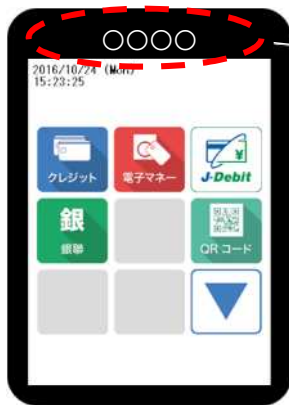 ○○○○
2016/10/24 (Mon)
15:23:25
クレジット
電子マネー
J-Debit
銀
銀聯
QRコード